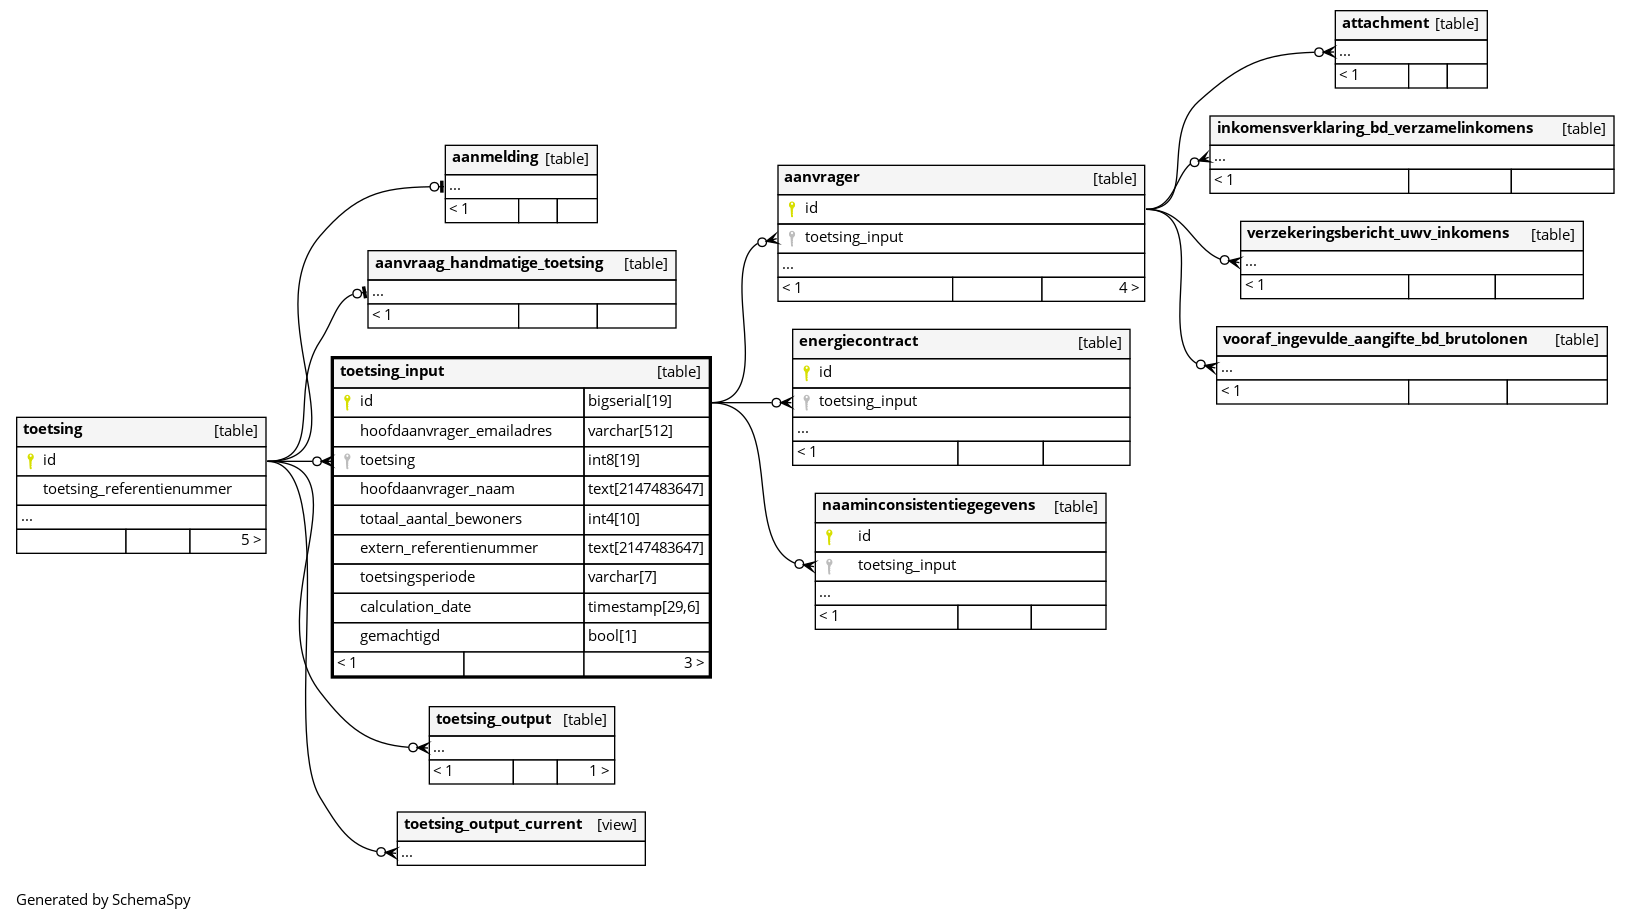 attachment [table]
...
< 1
inkomensverklaring_bd_verzamelinkomens [table]
...
< 1
aanmelding [table]
...
< 1
aanvrager [table]
id
toetsing_input
...
< 1 4 >
verzekeringsbericht_uwv_inkomens [table]
...
< 1
aanvraag_handmatige_toetsing [table]
...
< 1
vooraf_ingevulde_aangifte_bd_brutolonen [table]
...
< 1
energiecontract [table]
id
toetsing_input
...
< 1
toetsing_input [table]
id bigserial[19]
hoofdaanvrager_emailadres varchar[512]
toetsing int8[19]
hoofdaanvrager_naam text[2147483647]
totaal_aantal_bewoners int4[10]
extern_referentienummer text[2147483647]
toetsingsperiode varchar[7]
calculation_date timestamp[29,6]
gemachtigd bool[1]
< 1 3 >
toetsing [table]
id
toetsing_referentienummer
...
5 >
naaminconsistentiegegevens [table]
id
toetsing_input
...
< 1
toetsing_output [table]
...
< 1 1 >
toetsing_output_current [view]
...
Generated by SchemaSpy